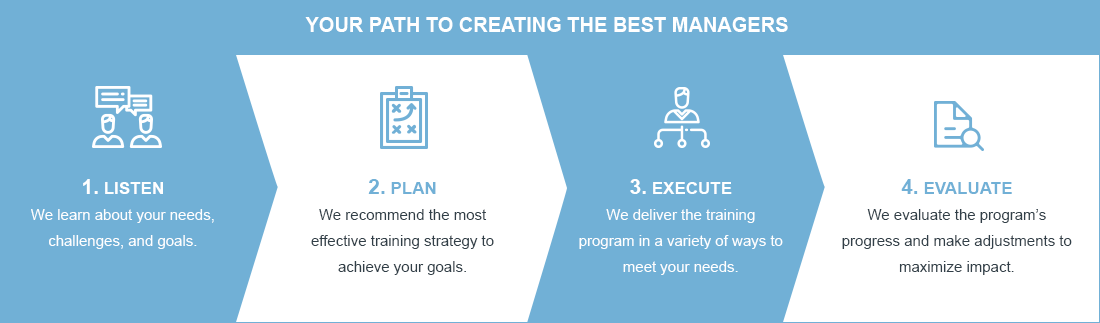 YOUR PATH TO CREATING THE BEST MANAGERS
1. LISTEN
We learn about your needs,
challenges, and goals.
2. PLAN
We recommend the most
effective training strategy to
achieve your goals.
3. EXECUTE
We deliver the training
program in a variety of ways to
meet your needs.
4. EVALUATE
We evaluate the program’s
progress and make adjustments to
maximize impact.